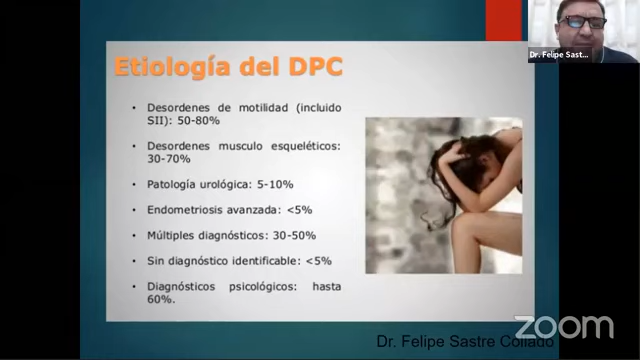 Etiología del DPC
• Desordenes de motilidad (incluido
SII): 50-80%
• Desordenes musculo esqueléticos:
30-70%
• Patología urológica: 5-10%
• Endometriosis avanzada: <5%
• Múltiples diagnósticos: 30-50%
• Sin diagnóstico identificable: <5%
• Diagnósticos psicológicos: hasta
60%.
Dr. Felipe Sast...
Dr. Felipe Sastre Collado
zoom